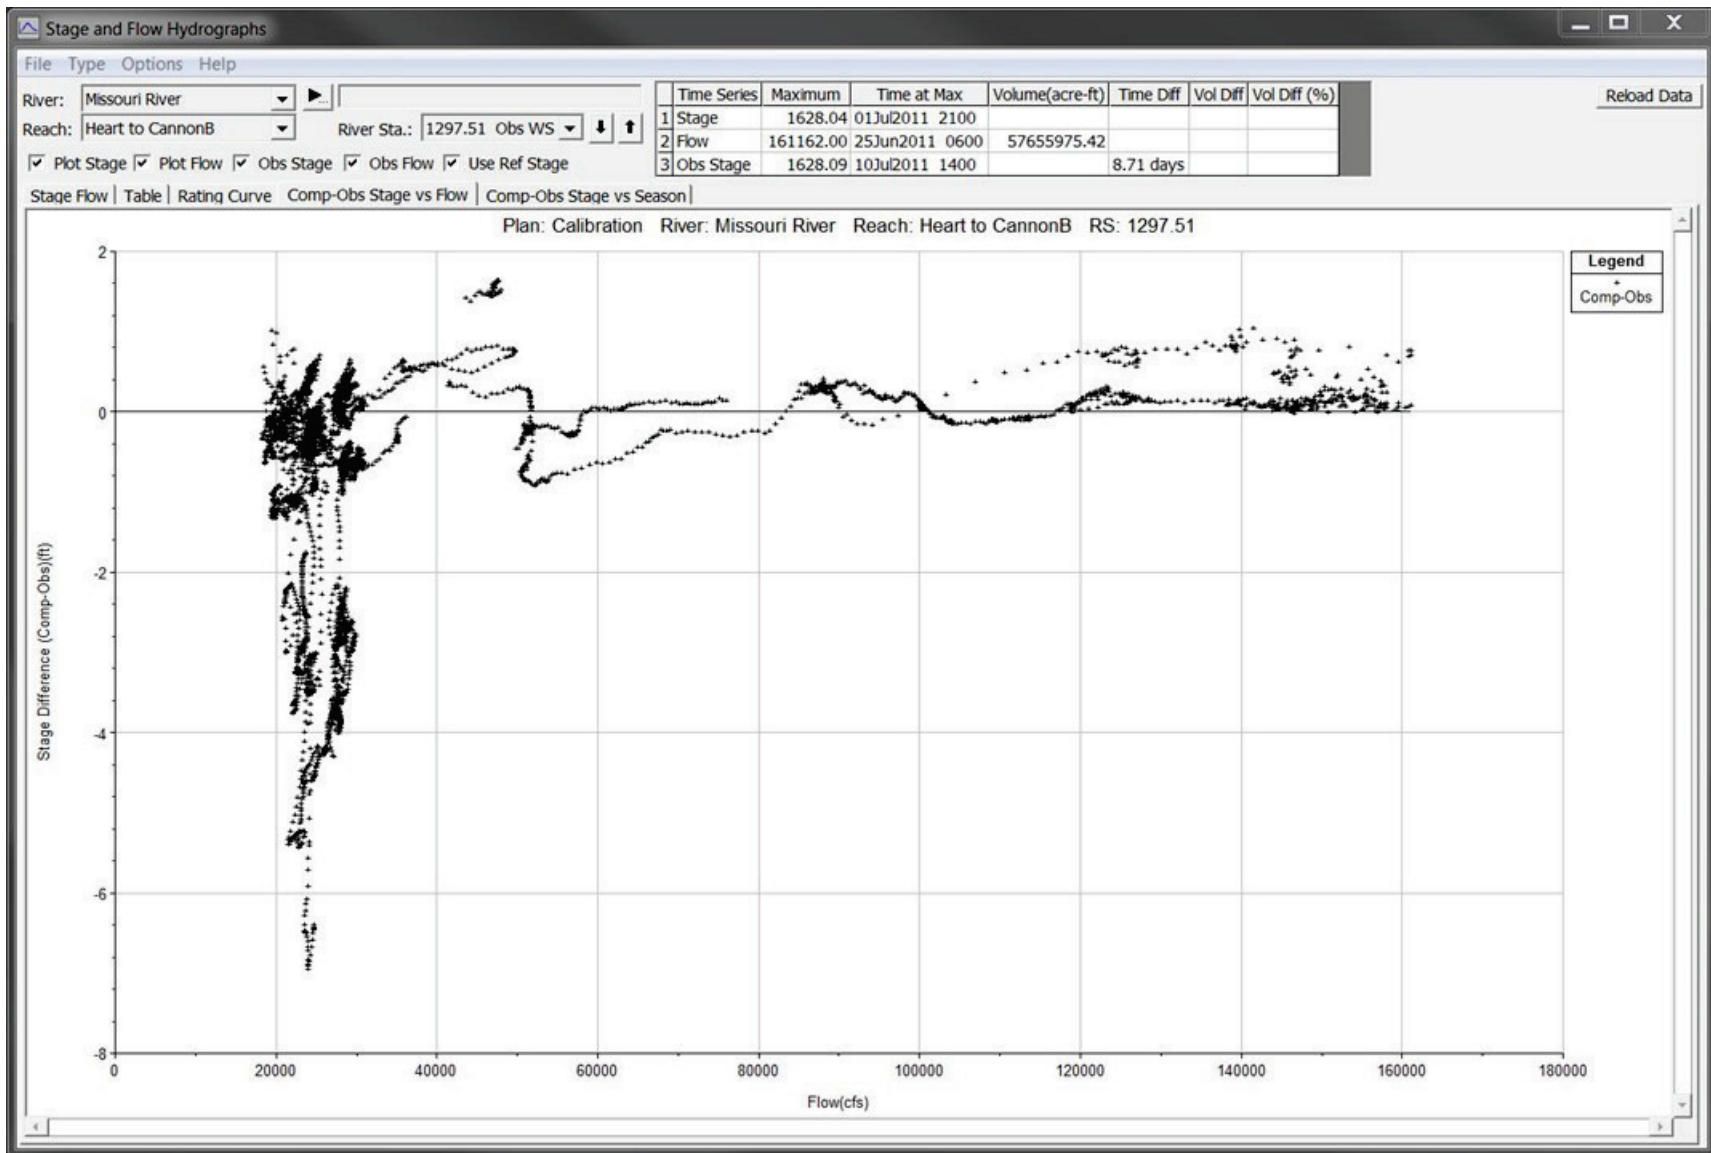 Stage and Flow Hydrographs
File Type Options Help
River: Missouri River
Reach: Heart to CannonB River Sta.: 1297.51 Obs WS
Plot Stage Plot Flow Obs Stage Obs Flow Use Ref Stage
Time Series Maximum Time at Max Volume(acre-ft) Time Diff Vol Diff Vol Diff (%)
1 Stage 1628.04 01Jul2011 2100
2 Flow 161162.00 25Jun2011 0600 57655975.42
3 Obs Stage 1628.09 10Jul2011 1400 8.71 days
Reload Data
Stage Flow Table Rating Curve Comp-Obs Stage vs Flow Comp-Obs Stage vs Season
Plan: Calibration River: Missouri River Reach: Heart to CannonB RS: 1297.51
Legend
Comp-Obs
Stage Difference (Comp-Obs)(ft)
2
0
-2
-4
-6
-8
0 20000 40000 60000 80000 100000 120000 140000 160000 180000
Flow(cfs)